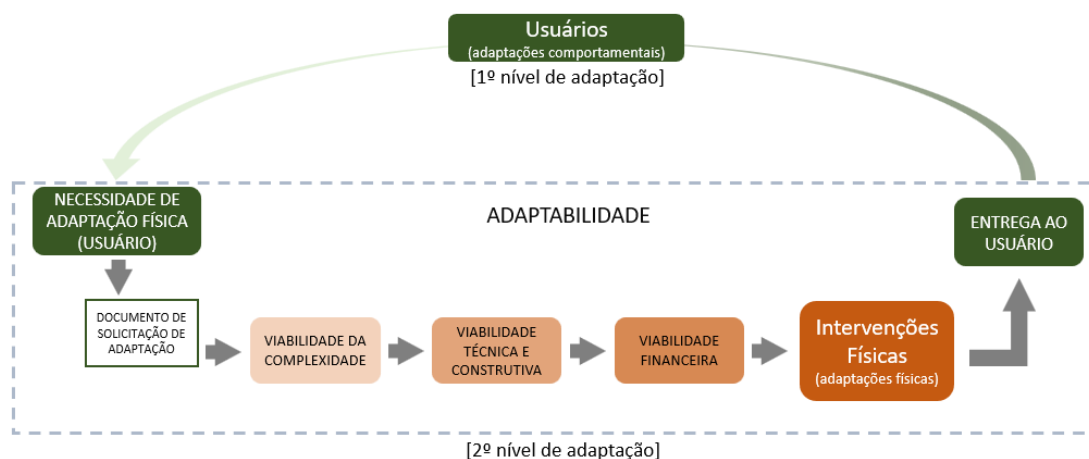 Usuários
(adaptações comportamentais)
[1º nível de adaptação]
NECESSIDADE DE
ADAPTAÇÃO FÍSICA
(USUÁRIO)
ADAPTABILIDADE
ENTREGA AO
USUÁRIO
DOCUMENTO DE
SOLICITAÇÃO DE
ADAPTAÇÃO
VIABILIDADE DA
COMPLEXIDADE
VIABILIDADE
TÉCNICA E
CONSTRUTIVA
VIABILIDADE
FINANCEIRA
Intervenções
Físicas
(adaptações físicas)
[2º nível de adaptação]